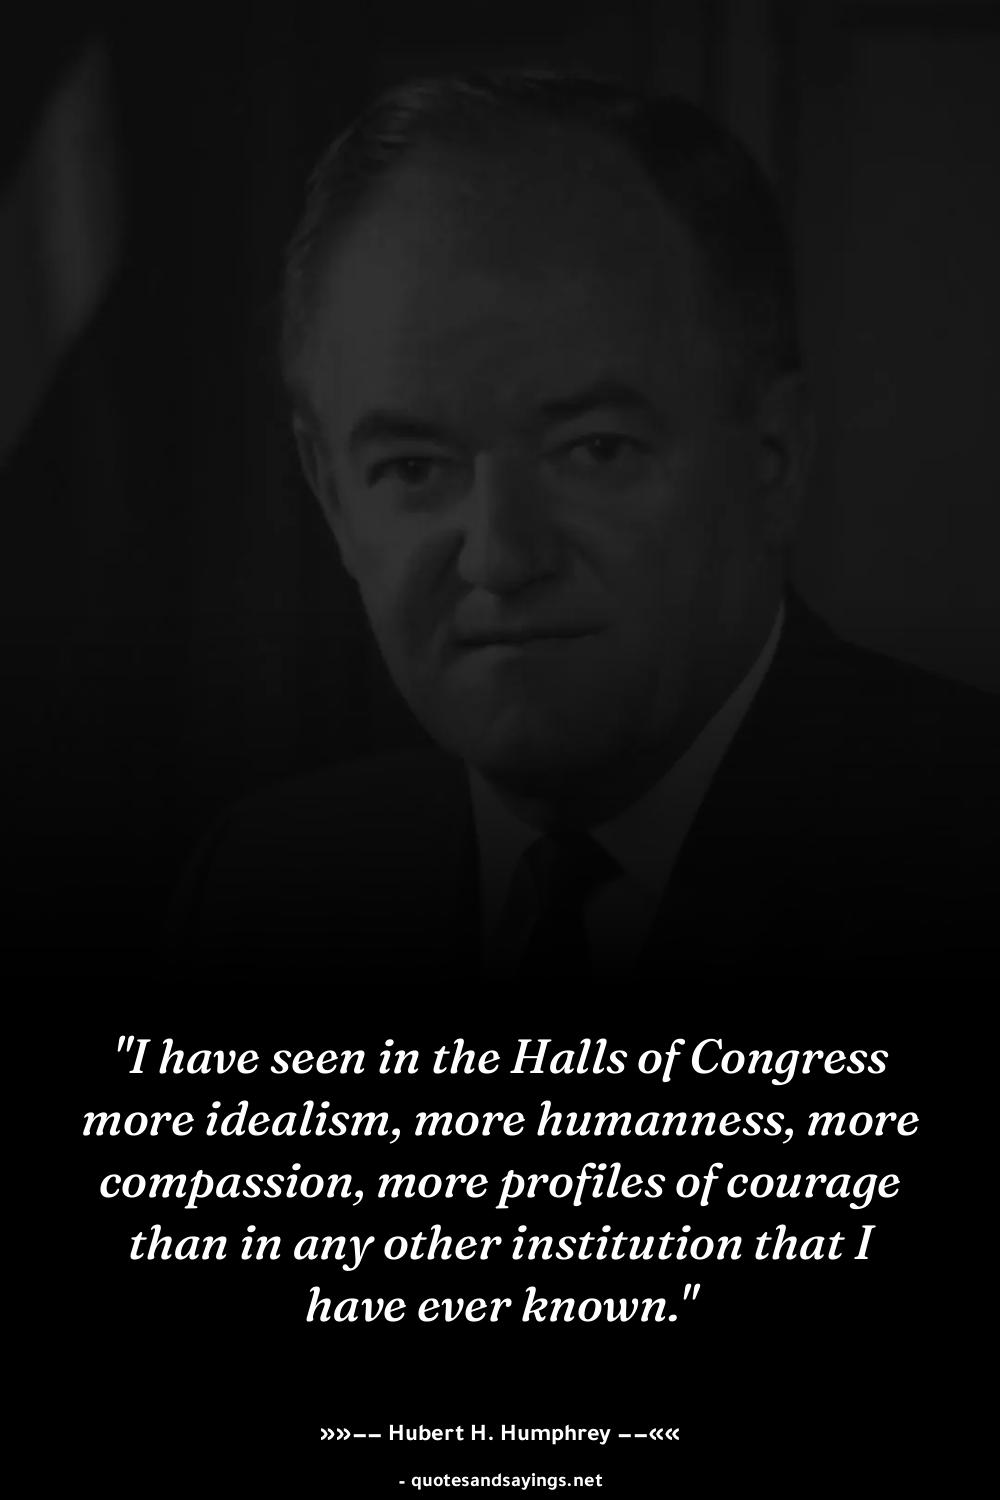 "I have seen in the Halls of Congress
more idealism, more humanness, more
compassion, more profiles of courage
than in any other institution that I
have ever known."
»»–– Hubert H. Humphrey ––««
- quotesandsayings.net